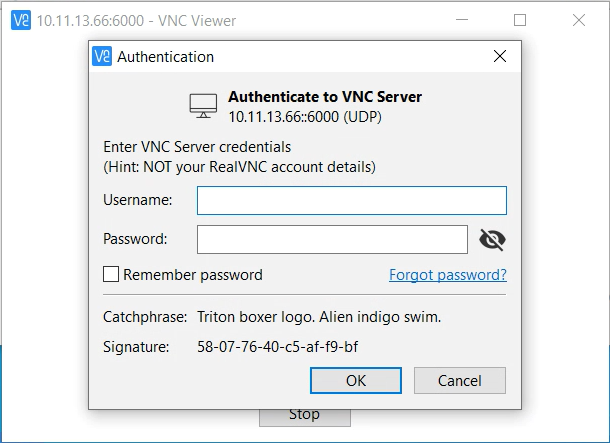 10.11.13.66:6000 - VNC Viewer
Authentication
Authenticate to VNC Server
10.11.13.66::6000 (UDP)
Enter VNC Server credentials
(Hint: NOT your RealVNC account details)
Username:
Password:
Remember password Forgot password?
Catchphrase: Triton boxer logo. Alien indigo swim.
Signature: 58-07-76-40-c5-af-f9-bf
OK Cancel
Stop